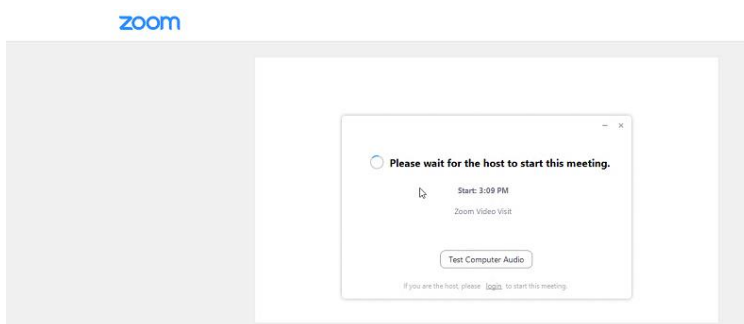 zoom
Please wait for the host to start this meeting.
Start: 3:09 PM
Zoom Video Visit
Test Computer Audio
If you are the host, please login to start this meeting.